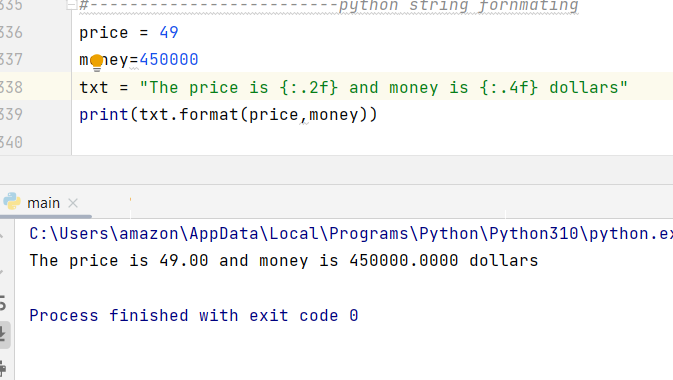 335 #-------------------------python string fornmating
336 price = 49
337 money=450000
338 txt = "The price is {:.2f} and money is {:.4f} dollars"
339 print(txt.format(price,money))
340
main
C:\Users\amazon\AppData\Local\Programs\Python\Python310\python.ex
The price is 49.00 and money is 450000.0000 dollars
Process finished with exit code 0